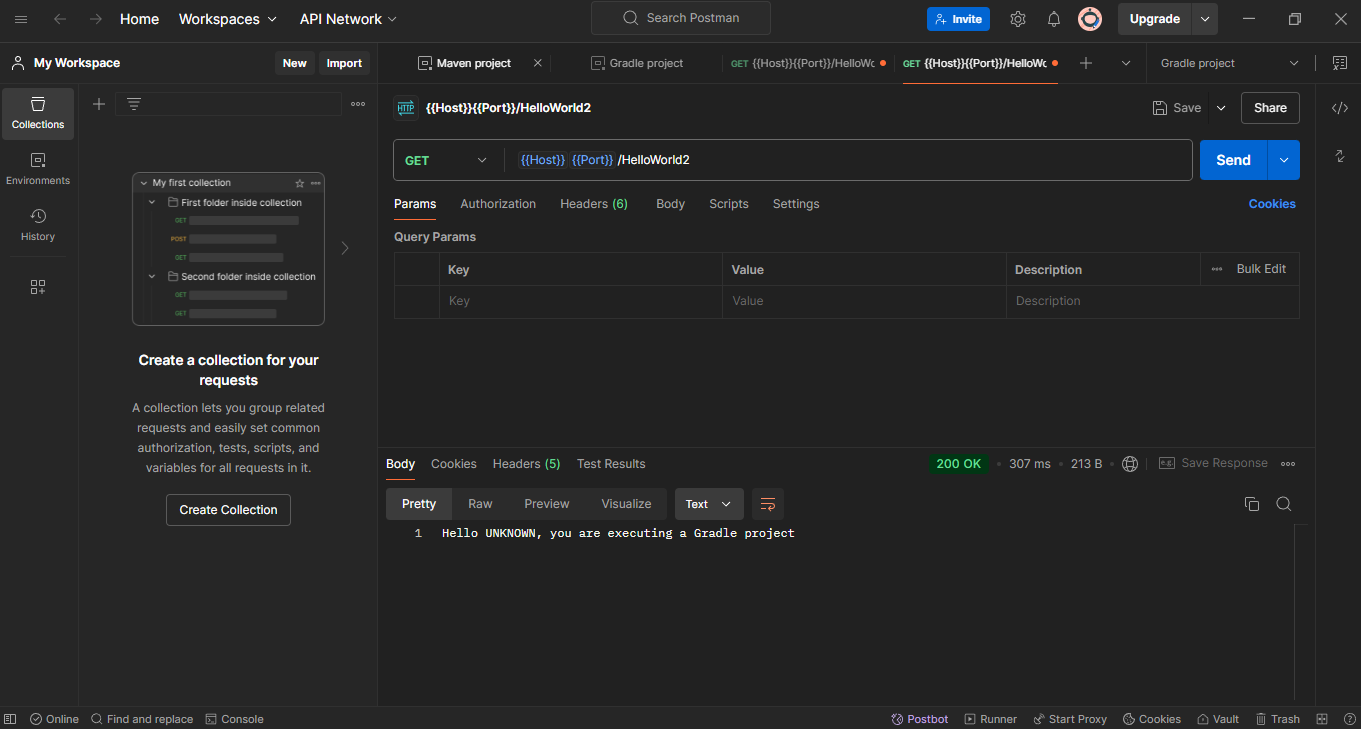 Home Workspaces API Network Search Postman Invite Upgrade
My Workspace New Import Maven project Gradle project GET {{Host}}{{Port}}/HelloWo GET {{Host}}{{Port}}/HelloWo Gradle project
Collections
Environments
History
My first collection
First folder inside collection
GET
POST
GET
Second folder inside collection
GET
GET
Create a collection for your
requests
A collection lets you group related
requests and easily set common
authorization, tests, scripts, and
variables for all requests in it.
Create Collection
HTTP {{Host}}{{Port}}/HelloWorld2 Save Share
GET {{Host}} {{Port}} /HelloWorld2 Send
Params Authorization Headers (6) Body Scripts Settings Cookies
Query Params
Key Value Description Bulk Edit
Key Value Description
Body Cookies Headers (5) Test Results 200 OK 307 ms 213 B e.g. Save Response
Pretty Raw Preview Visualize Text
1 Hello UNKNOWN, you are executing a Gradle project
Online Find and replace Console Postbot Runner Start Proxy Cookies Vault Trash